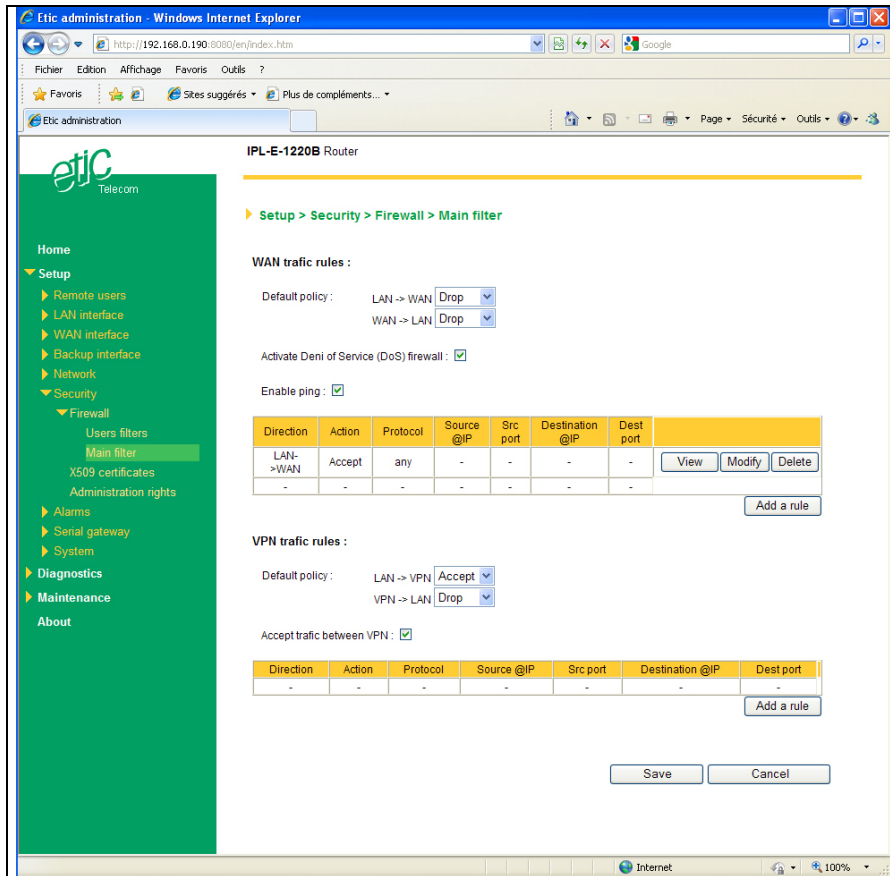 Etic administration - Windows Internet Explorer
http://192.168.0.190:8080/en/index.htm
Google
Fichier Edition Affichage Favoris Outils ?
Favoris Sites suggérés Plus de compléments...
Etic administration
Page Sécurité Outils
etic
Telecom
IPL-E-1220B Router
Setup > Security > Firewall > Main filter
Home
Setup
Remote users
LAN interface
WAN interface
Backup interface
Network
Security
Firewall
Users filters
Main filter
X509 certificates
Administration rights
Alarms
Serial gateway
System
Diagnostics
Maintenance
About
WAN trafic rules :
Default policy : LAN -> WAN Drop
WAN -> LAN Drop
Activate Deni of Service (DoS) firewall :
Enable ping :
Direction Action Protocol Source @IP Src port Destination @IP Dest port
LAN->WAN Accept any - - - - View Modify Delete
- - - - - - -
Add a rule
VPN trafic rules :
Default policy : LAN -> VPN Accept
VPN -> LAN Drop
Accept trafic between VPN :
Direction Action Protocol Source @IP Src port Destination @IP Dest port
- - - - - - -
Add a rule
Save Cancel
Internet 100%